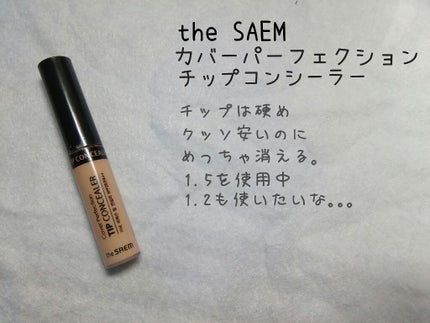 the SAEM
カバーパーフェクション
チップコンシーラー
チップは硬め
クッソ安いのに
めっちゃ消える。
1.5を使用中
1.2も使いたいな。。。
Cover Perfection
TIP CONCEALER
the SAEM